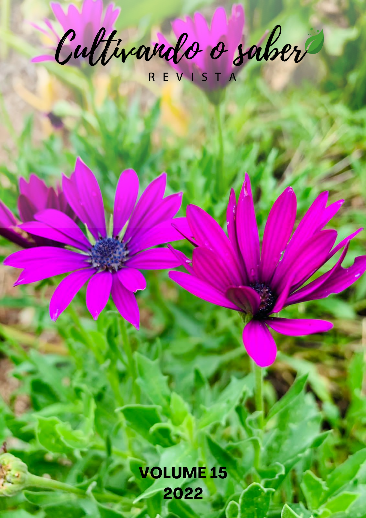 Cultivando o saber
REVISTA
VOLUME 15
2022